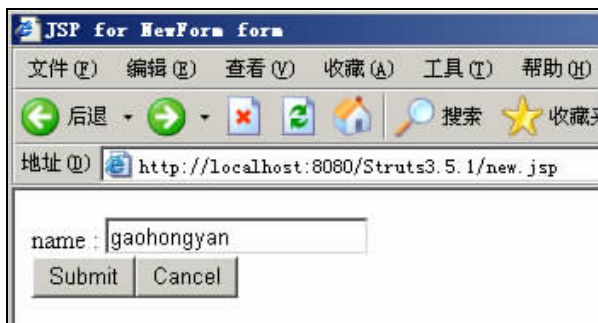 JSP for NewForm form
文件(F) 编辑(E) 查看(V) 收藏(A) 工具(T) 帮助(H)
后退 搜索 收藏
地址(D) http://localhost:8080/Struts3.5.1/new.jsp
name : gaohongyan
Submit Cancel